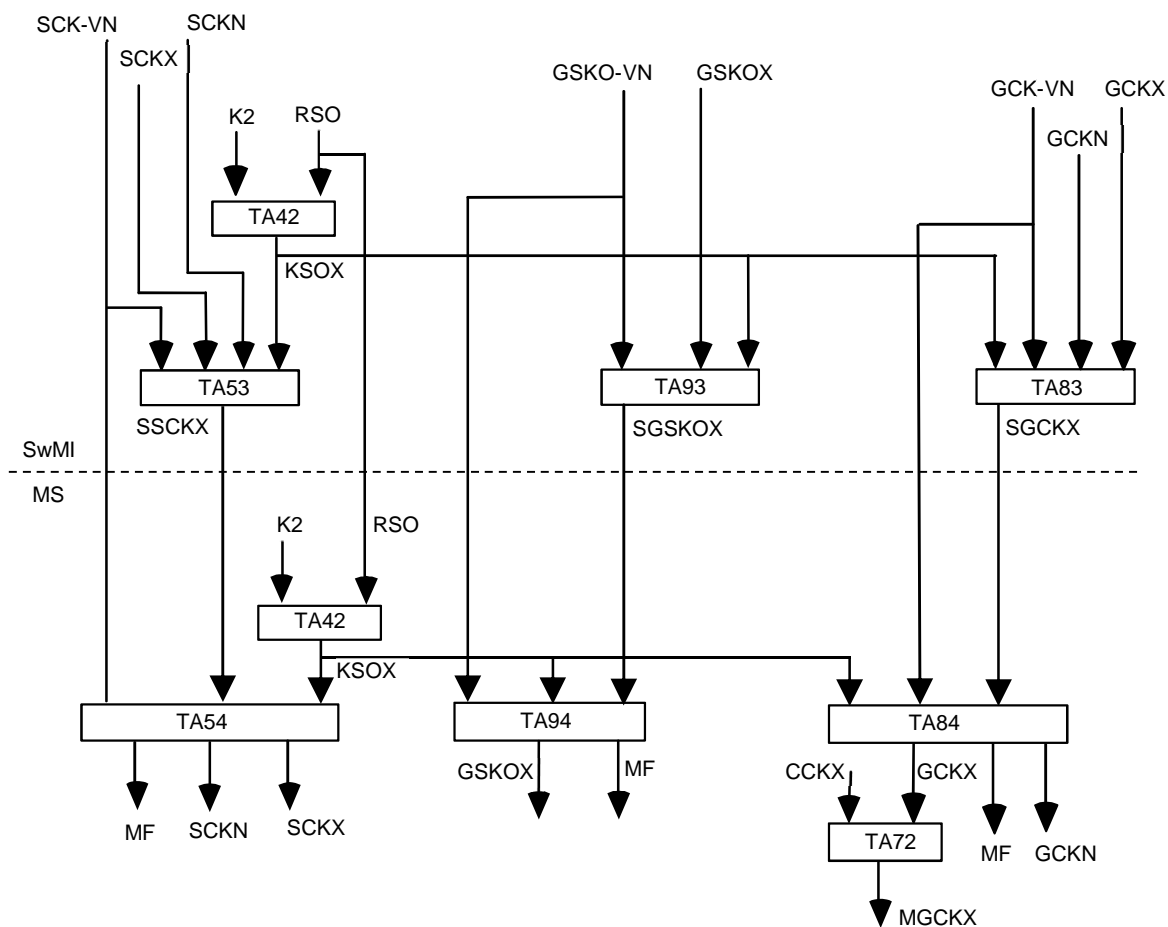 SCK-VN
SCKN
SCKX
GSKO-VN
GSKOX
GCK-VN
GCKX
K2
RSO
GCKN
TA42
KSOX
TA53
TA93
TA83
SSCKX
SGSKOX
SGCKX
SwMI
MS
K2
RSO
TA42
KSOX
TA54
TA94
TA84
GSKOX
MF
CCKX
GCKX
MF
SCKN
SCKX
TA72
MF
GCKN
MGCKX